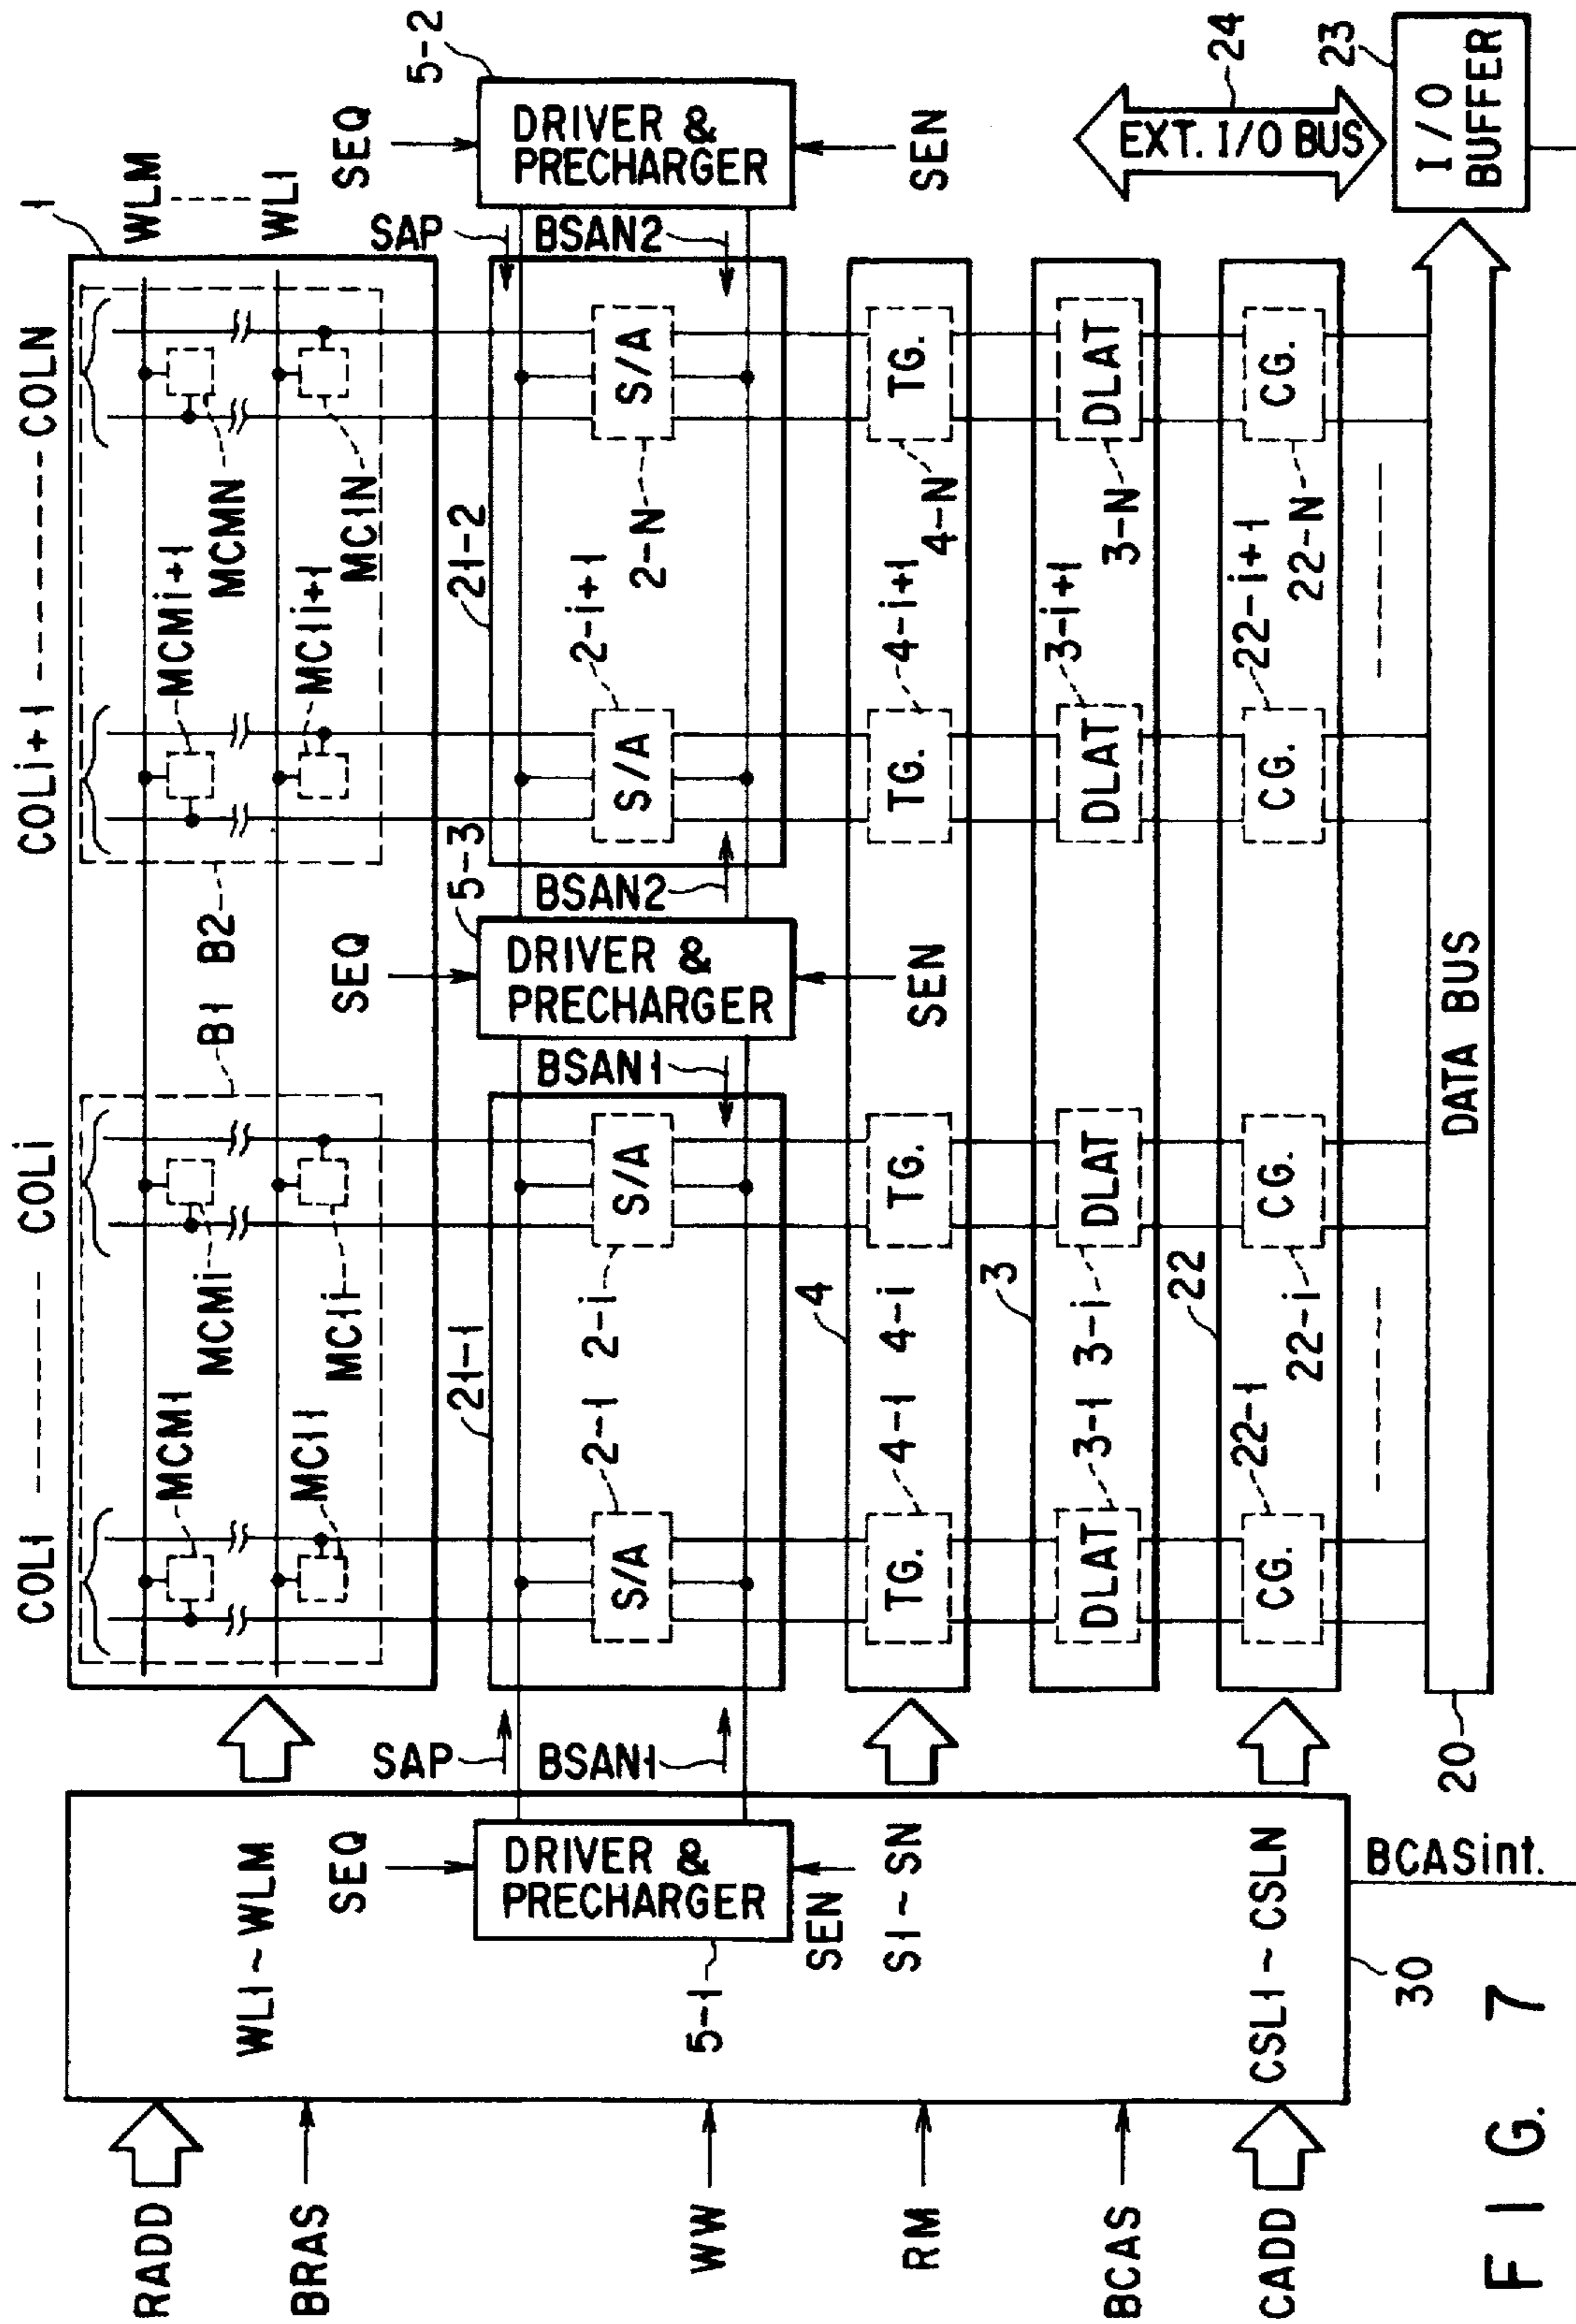 COL1 ----- COLi
COLi+1 ------- COLN
1
MCM1
MCMi
MCMi+1
MCMN
WLM
MC11
MC1i
MC1i+1
MC1N
WL1
B1
B2
RADD
BRAS
WW
RM
BCAS
CADD
WL1~WLM
SEQ
DRIVER &
PRECHARGER
5-1
SEN
S1~SN
CSL1~CSLN
30
BCASint.
SAP
BSAN1
21-1
S/A
2-1
2-i
S/A
BSAN1
SEQ
DRIVER &
PRECHARGER
5-3
SEN
BSAN2
21-2
S/A
2-i+1
2-N
S/A
SAP
BSAN2
SEQ
DRIVER &
PRECHARGER
5-2
SEN
4
TG.
4-1
4-i
TG.
TG.
4-i+1
4-N
TG.
3
DLAT
3-1
3-i
DLAT
DLAT
3-i+1
3-N
DLAT
22
CG.
22-1
22-i
CG.
CG.
22-i+1
22-N
CG.
20
DATA BUS
EXT. I/O BUS
24
23
I/O
BUFFER
FIG. 7